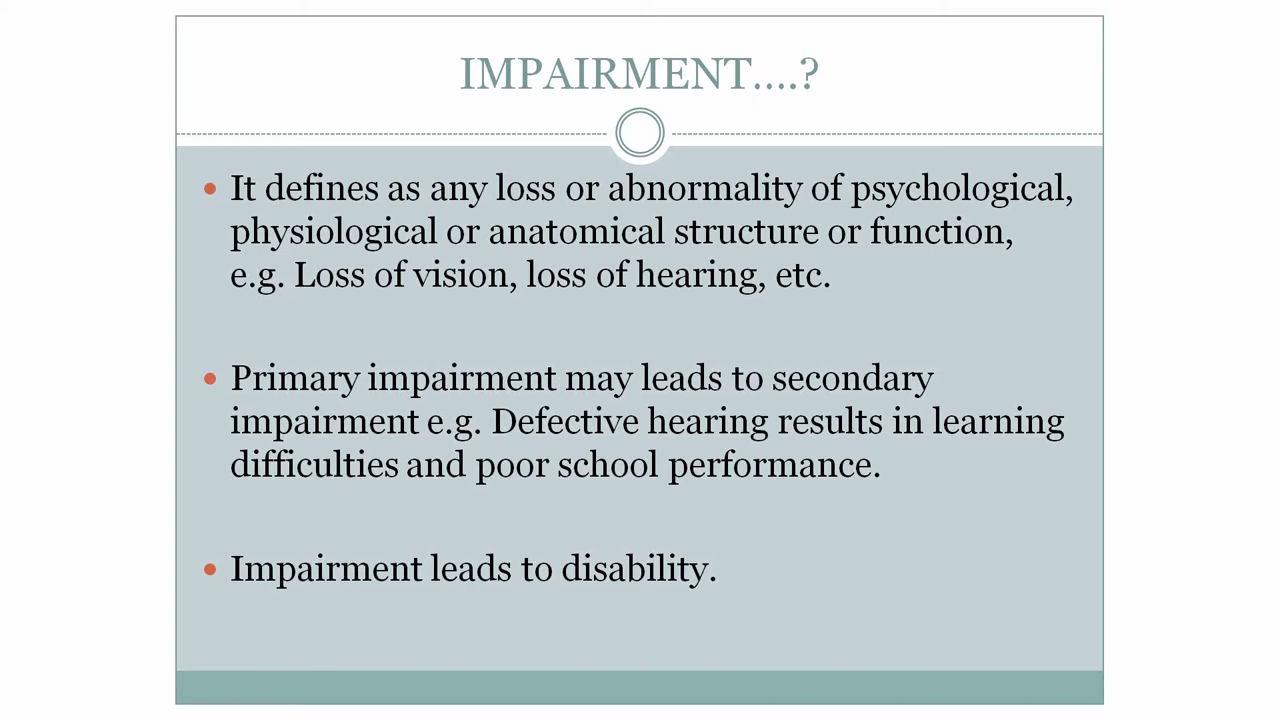 IMPAIRMENT....?
• It defines as any loss or abnormality of psychological,
physiological or anatomical structure or function,
e.g. Loss of vision, loss of hearing, etc.
• Primary impairment may leads to secondary
impairment e.g. Defective hearing results in learning
difficulties and poor school performance.
• Impairment leads to disability.